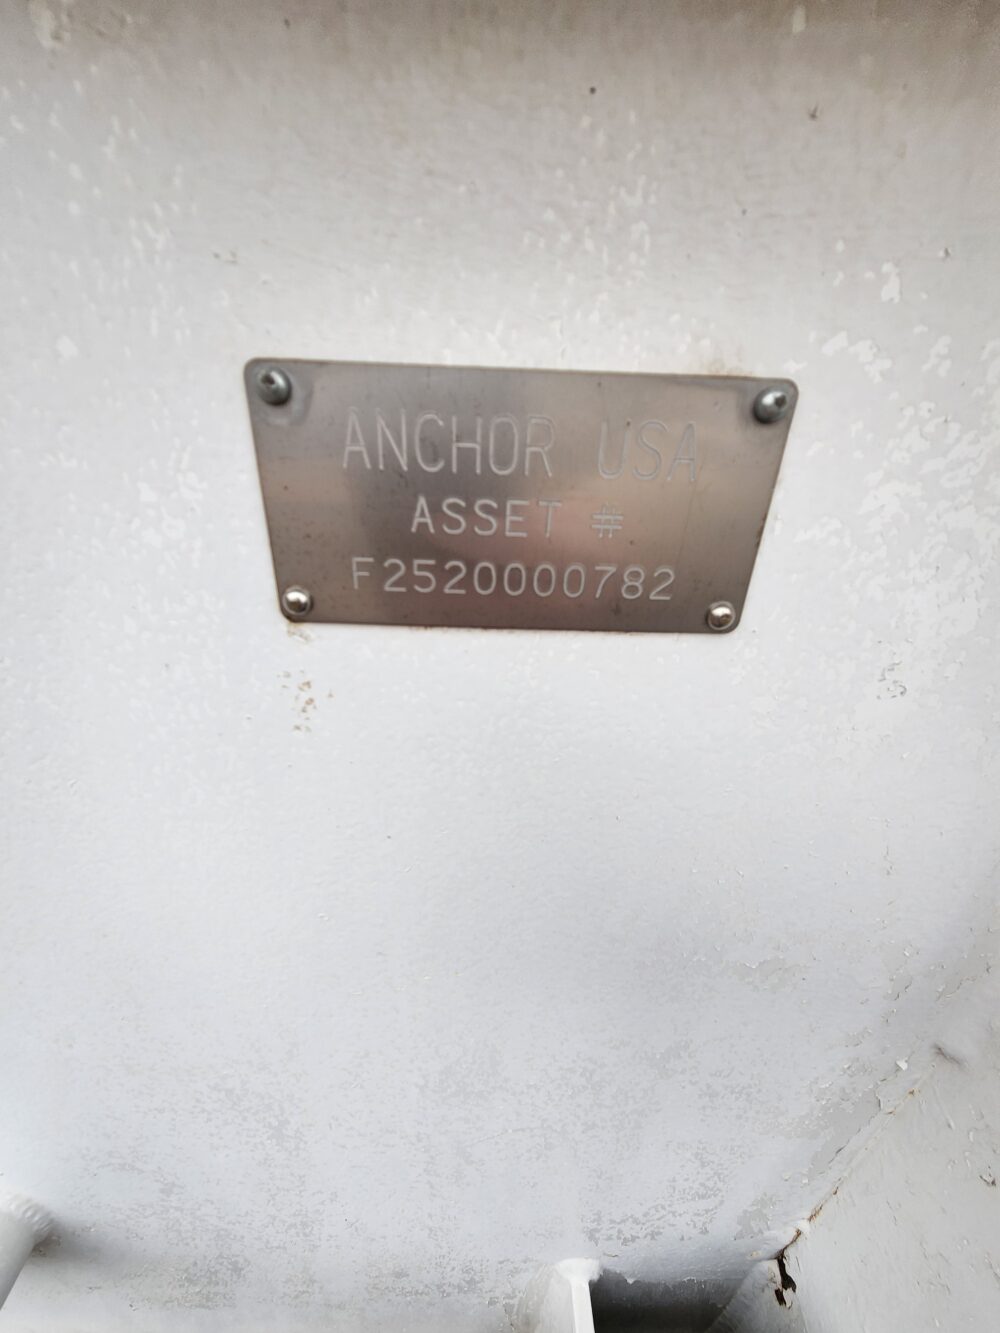 ANCHOR USA
ASSET #
F2520000782